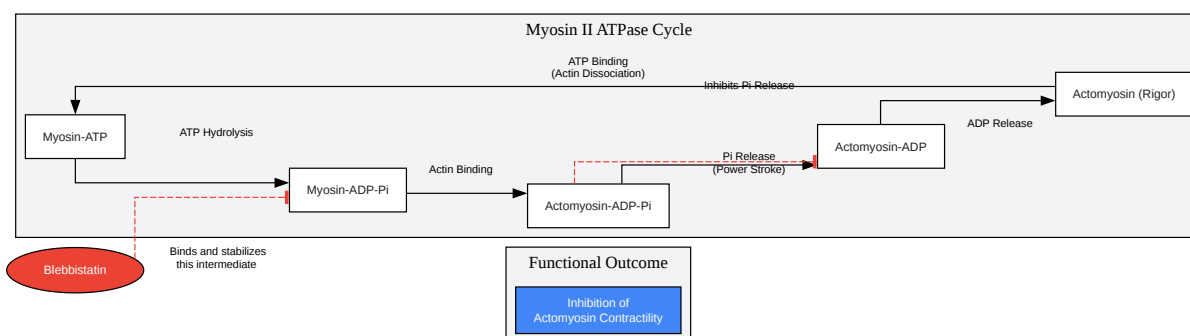 Myosin II ATPase Cycle
ATP Binding
(Actin Dissociation)
Inhibits Pi Release
Actomyosin (Rigor)
Myosin-ATP
ATP Hydrolysis
ADP Release
Actomyosin-ADP
Pi Release
(Power Stroke)
Actin Binding
Myosin-ADP-Pi
Actomyosin-ADP-Pi
Binds and stabilizes
this intermediate
Blebbistatin
Functional Outcome
Inhibition of
Actomyosin Contractility